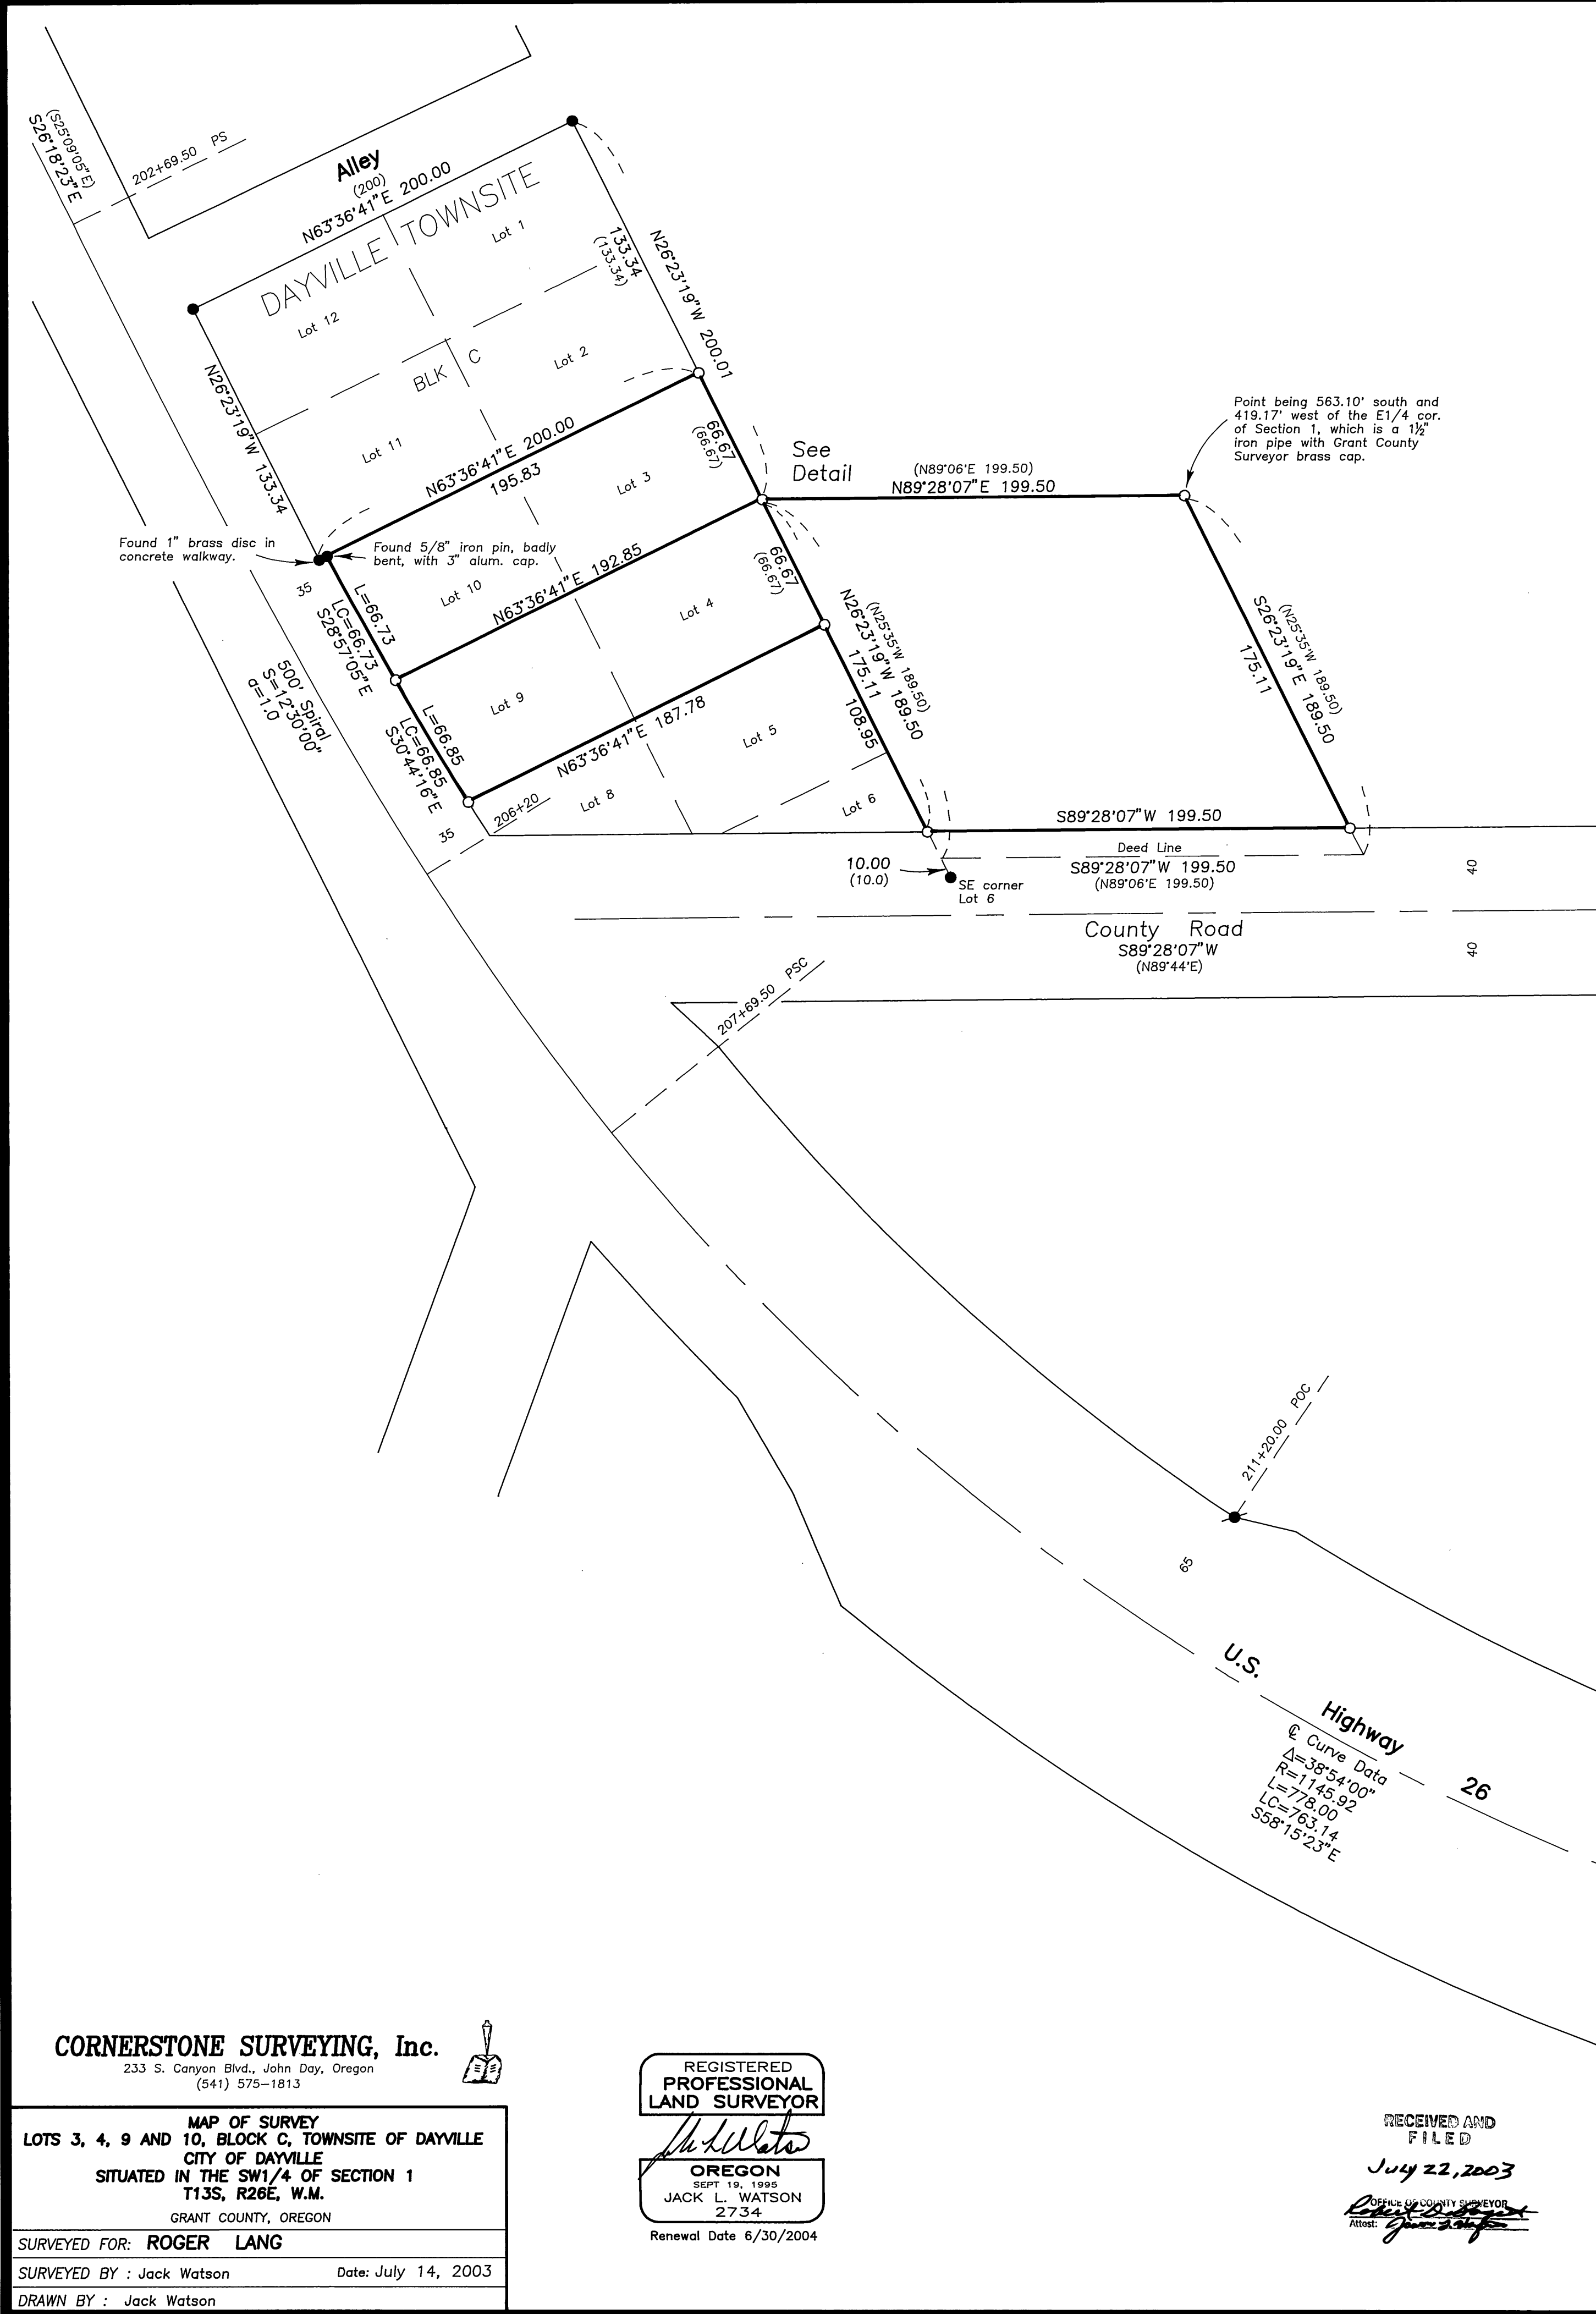 (S25°09'05"E)
S26°18'23"E
202+69.50 PS
Alley
(200)
N63°36'41"E 200.00
DAYVILLE TOWNSITE
Lot 1
Lot 12
133.34
(133.34)
N26°23'19"W 200.01
BLK C
Lot 2
N26°23'19"W 133.34
Lot 11
N63°36'41"E 200.00
195.83
66.67
(66.67)
Lot 3
See
Detail
(N89°06'E 199.50)
N89°28'07"E 199.50
Point being 563.10' south and
419.17' west of the E1/4 cor.
of Section 1, which is a 1½"
iron pipe with Grant County
Surveyor brass cap.
Found 1" brass disc in
concrete walkway.
Found 5/8" iron pin, badly
bent, with 3" alum. cap.
35
L=66.73
LC=66.73
S28°57'05"E
Lot 10
N63°36'41"E 192.85
Lot 4
66.67
(66.67)
(N25°35'W 189.50)
N26°23'19"W 189.50
175.11
108.95
(N25°35'W 189.50)
S26°23'19"E 189.50
175.11
500' Spiral
S=12°30'00"
a=1.0
Lot 9
L=66.85
LC=66.85
S30°44'16"E
N63°36'41"E 187.78
Lot 5
Lot 8
Lot 6
206+20
35
S89°28'07"W 199.50
Deed Line
S89°28'07"W 199.50
(N89°06'E 199.50)
10.00
(10.0)
SE corner
Lot 6
40
County Road
S89°28'07"W
(N89°44'E)
40
207+69.50 PSC
211+20.00 POC
65
U.S. Highway 26
℄ Curve Data
Δ=38°54'00"
R=1145.92
L=778.00
LC=763.14
S58°15'23"E
CORNERSTONE SURVEYING, Inc.
233 S. Canyon Blvd., John Day, Oregon
(541) 575-1813
MAP OF SURVEY
LOTS 3, 4, 9 AND 10, BLOCK C, TOWNSITE OF DAYVILLE
CITY OF DAYVILLE
SITUATED IN THE SW1/4 OF SECTION 1
T13S, R26E, W.M.
GRANT COUNTY, OREGON
SURVEYED FOR: ROGER LANG
SURVEYED BY : Jack Watson Date: July 14, 2003
DRAWN BY : Jack Watson
REGISTERED
PROFESSIONAL
LAND SURVEYOR
OREGON
SEPT 19, 1995
JACK L. WATSON
2734
Renewal Date 6/30/2004
RECEIVED AND
FILED
July 22, 2003
OFFICE OF COUNTY SURVEYOR
Attest: